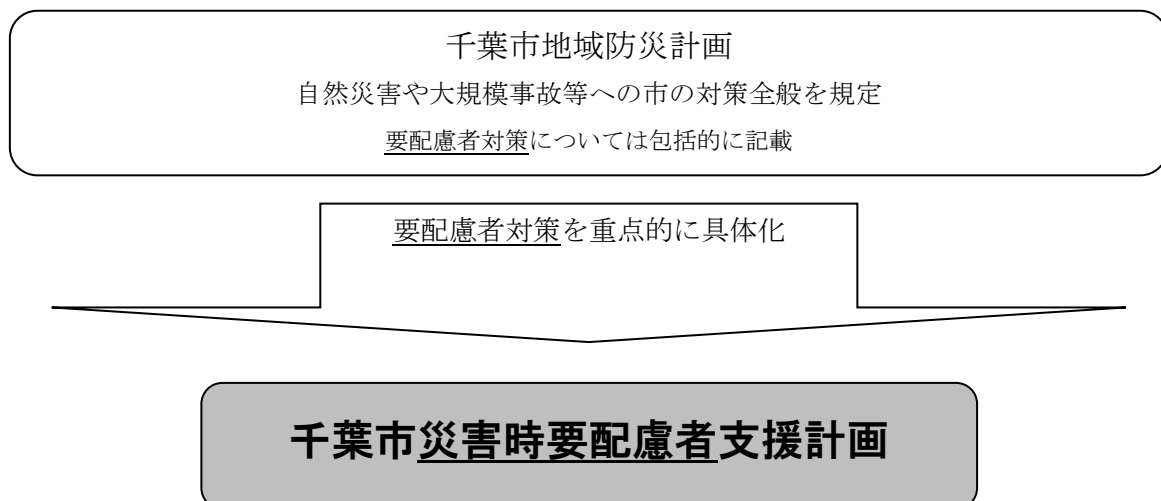 千葉市地域防災計画
自然災害や大規模事故等への市の対策全般を規定
要配慮者対策については包括的に記載
要配慮者対策を重点的に具体化
千葉市災害時要配慮者支援計画